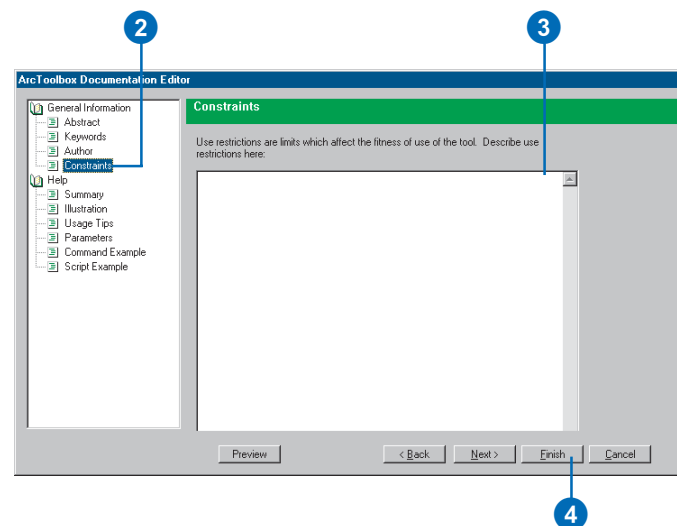 2
3
ArcToolbox Documentation Editor
General Information
Abstract
Keywords
Author
Constraints
Help
Summary
Illustration
Usage Tips
Parameters
Command Example
Script Example
Constraints
Use restrictions are limits which affect the fitness of use of the tool. Describe use
restrictions here:
Preview
< Back
Next >
Finish
Cancel
4